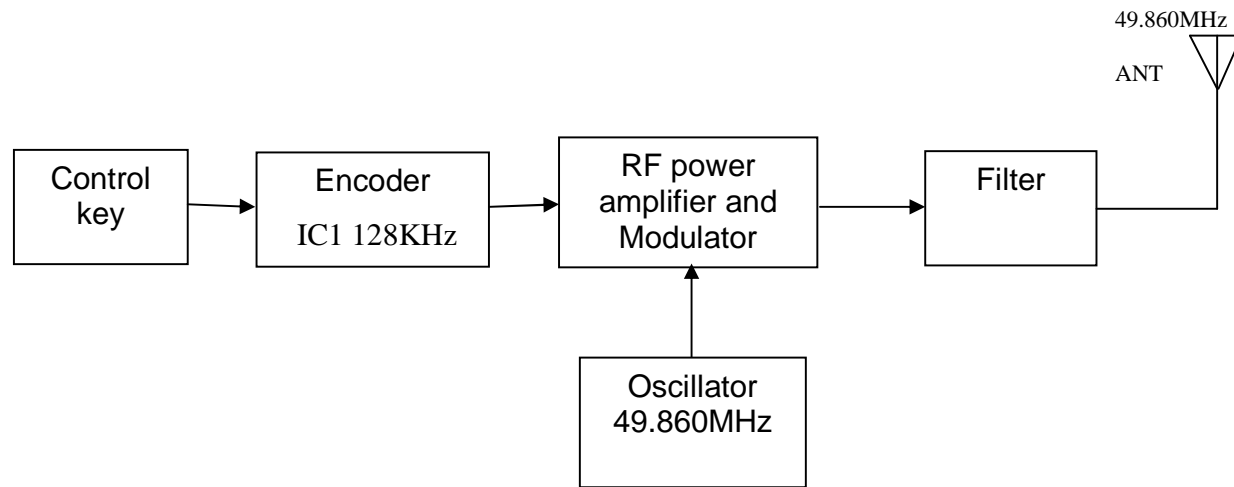 49.860MHz
ANT
Control
key
Encoder
IC1 128KHz
RF power
amplifier and
Modulator
Filter
Oscillator
49.860MHz